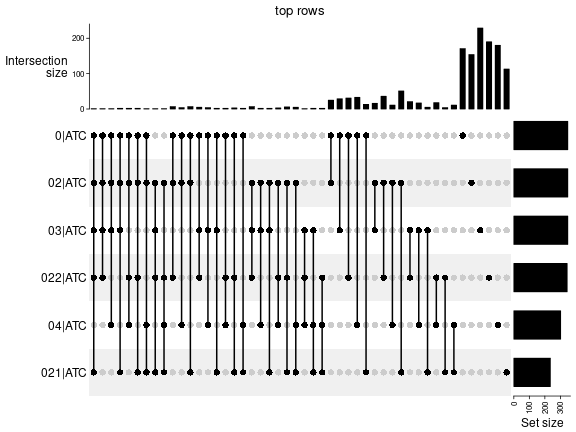 top rows
200
100
0
Intersection
size
0|ATC
02|ATC
03|ATC
022|ATC
04|ATC
021|ATC
0
100
200
300
Set size